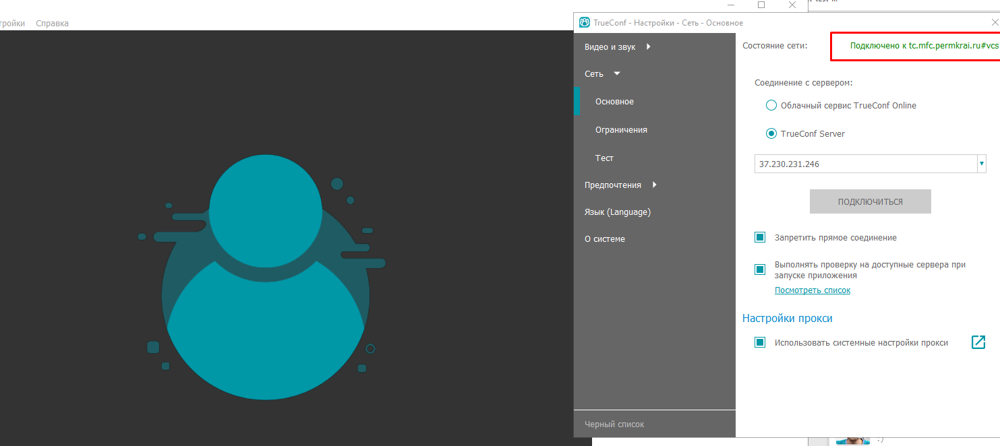 тройки Справка
TrueConf - Настройки - Сеть - Основное
Видео и звук
Сеть
Основное
Ограничения
Тест
Предпочтения
Язык (Language)
О системе
Черный список
Состояние сети: Подключено к tc.mfc.permkrai.ru#vcs
Соединение с сервером:
Облачный сервис TrueConf Online
TrueConf Server
37.230.231.246
ПОДКЛЮЧИТЬСЯ
Запретить прямое соединение
Выполнять проверку на доступные сервера при
запуске приложения
Посмотреть список
Настройки прокси
Использовать системные настройки прокси
:)